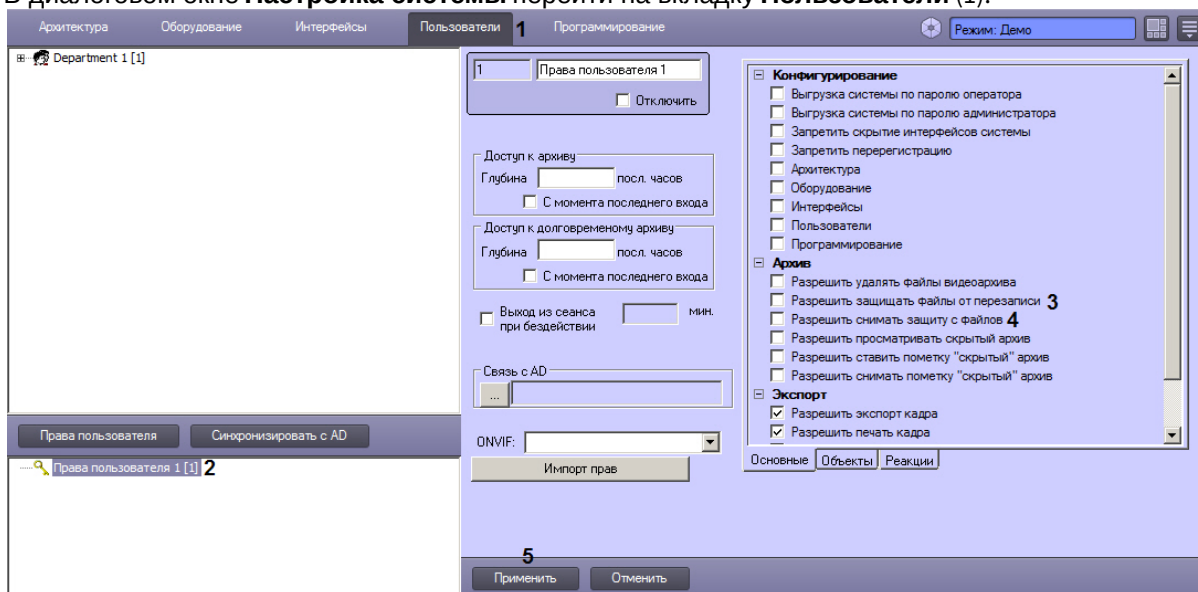 В диалоговом окне Настройка системы перейти на вкладку Пользователи (1).
Архитектура Оборудование Интерфейсы Пользователи 1 Программирование Режим: Демо
Department 1 [1]
1 Права пользователя 1
Отключить
Доступ к архиву
Глубина посл. часов
С момента последнего входа
Доступ к долговременому архиву
Глубина посл. часов
С момента последнего входа
Выход из сеанса при бездействии мин.
Связь с AD
...
ONVIF:
Импорт прав
Конфигурирование
Выгрузка системы по паролю оператора
Выгрузка системы по паролю администратора
Запретить скрытие интерфейсов системы
Запретить перерегистрацию
Архитектура
Оборудование
Интерфейсы
Пользователи
Программирование
Архив
Разрешить удалять файлы видеоархива
Разрешить защищать файлы от перезаписи 3
Разрешить снимать защиту с файлов 4
Разрешить просматривать скрытый архив
Разрешить ставить пометку "скрытый" архив
Разрешить снимать пометку "скрытый" архив
Экспорт
Разрешить экспорт кадра
Разрешить печать кадра
Основные Объекты Реакции
Права пользователя Синхронизировать с AD
Права пользователя 1 [1] 2
5
Применить Отменить